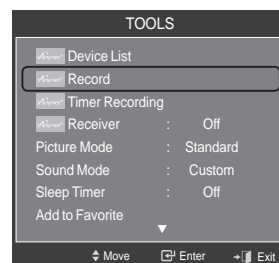 TOOLS
Device List
Record
Timer Recording
Receiver : Off
Picture Mode : Standard
Sound Mode : Custom
Sleep Timer : Off
Add to Favorite
▼
Move Enter Exit